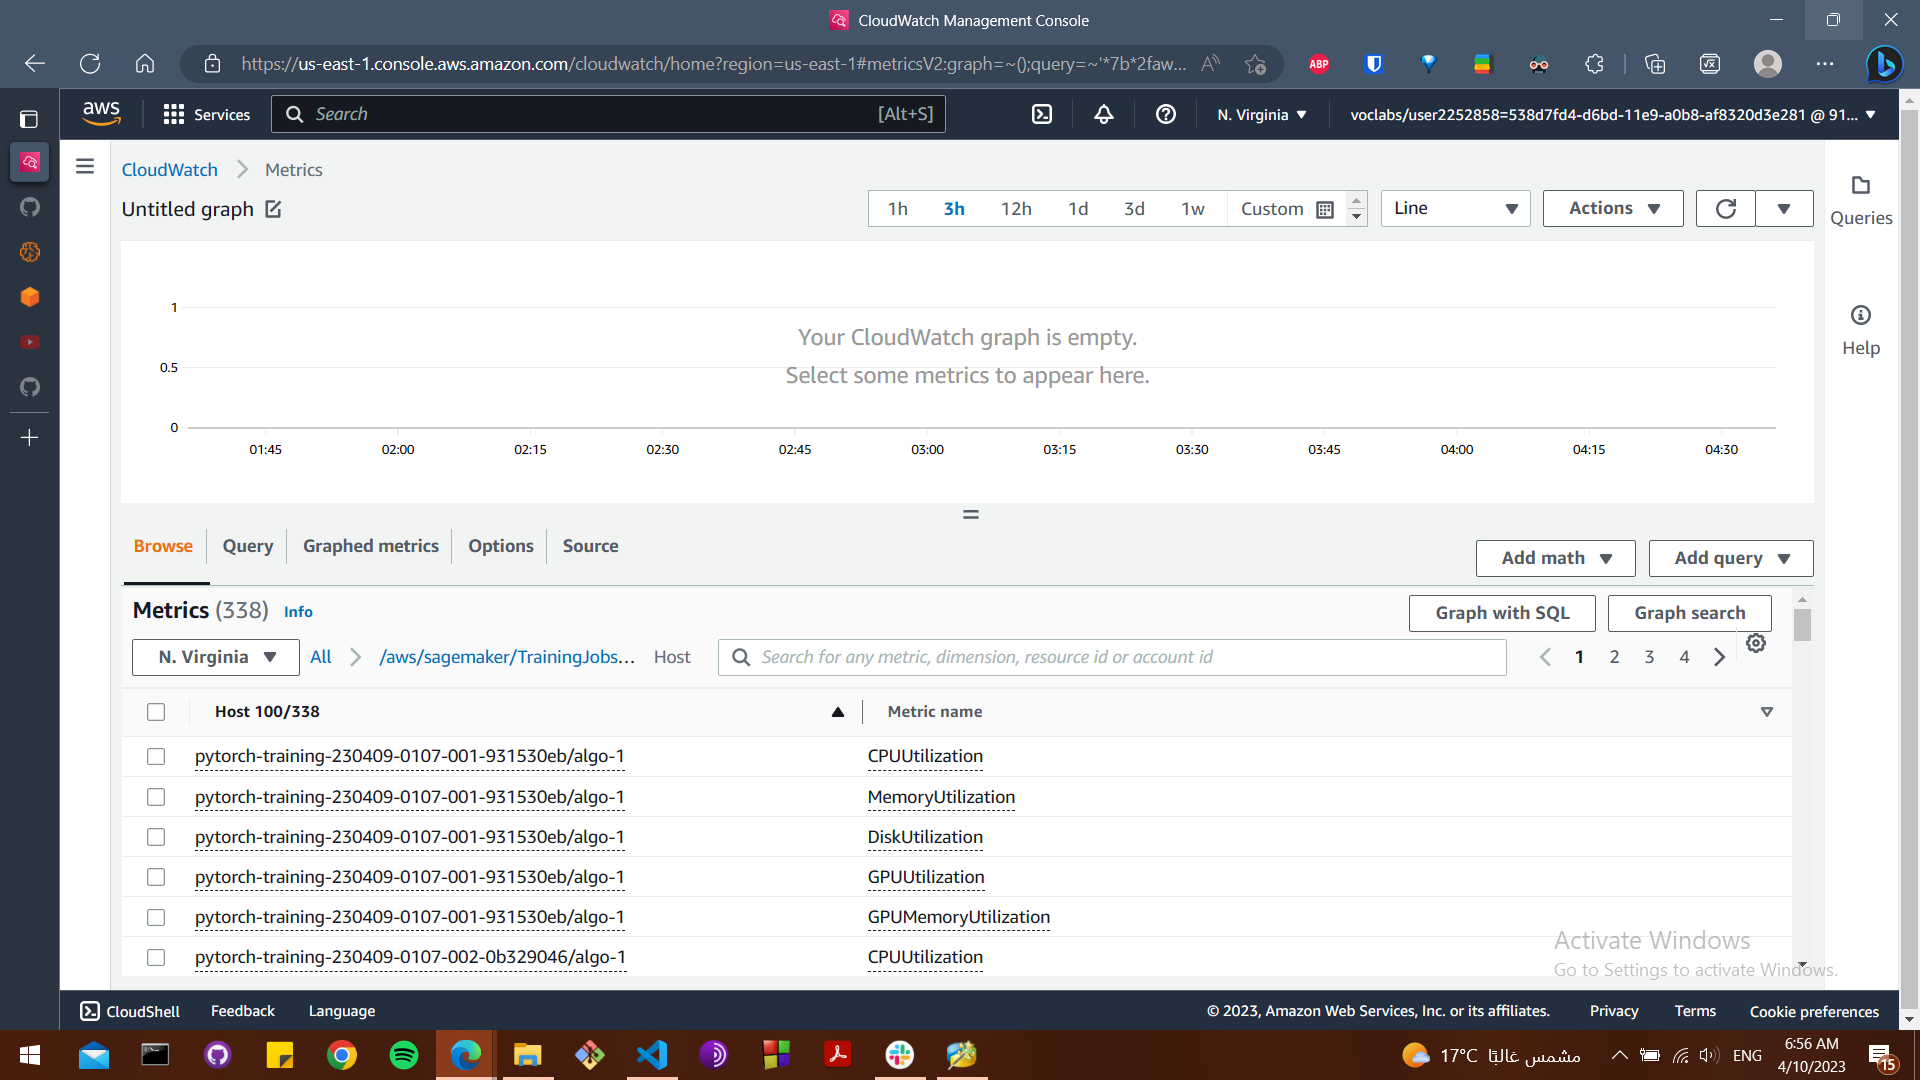 CloudWatch Management Console
https://us-east-1.console.aws.amazon.com/cloudwatch/home?region=us-east-1#metricsV2:graph=~();query=~'*7b*2faw...
ABP
aws
Services
Search
[Alt+S]
N. Virginia
voclabs/user2252858=538d7fd4-d6bd-11e9-a0b8-af8320d3e281 @ 91...
CloudWatch
Metrics
Untitled graph
1h
3h
12h
1d
3d
1w
Custom
Line
Actions
Queries
Help
1
0.5
0
Your CloudWatch graph is empty.
Select some metrics to appear here.
01:45
02:00
02:15
02:30
02:45
03:00
03:15
03:30
03:45
04:00
04:15
04:30
Browse
Query
Graphed metrics
Options
Source
Add math
Add query
Metrics (338)
Info
Graph with SQL
Graph search
N. Virginia
All
/aws/sagemaker/TrainingJobs...
Host
Search for any metric, dimension, resource id or account id
1
2
3
4
Host 100/338
Metric name
pytorch-training-230409-0107-001-931530eb/algo-1
CPUUtilization
pytorch-training-230409-0107-001-931530eb/algo-1
MemoryUtilization
pytorch-training-230409-0107-001-931530eb/algo-1
DiskUtilization
pytorch-training-230409-0107-001-931530eb/algo-1
GPUUtilization
pytorch-training-230409-0107-001-931530eb/algo-1
GPUMemoryUtilization
pytorch-training-230409-0107-002-0b329046/algo-1
CPUUtilization
Activate Windows
Go to Settings to activate Windows.
CloudShell
Feedback
Language
© 2023, Amazon Web Services, Inc. or its affiliates.
Privacy
Terms
Cookie preferences
17°C
مشمس غالبًا
ENG
6:56 AM
4/10/2023
15